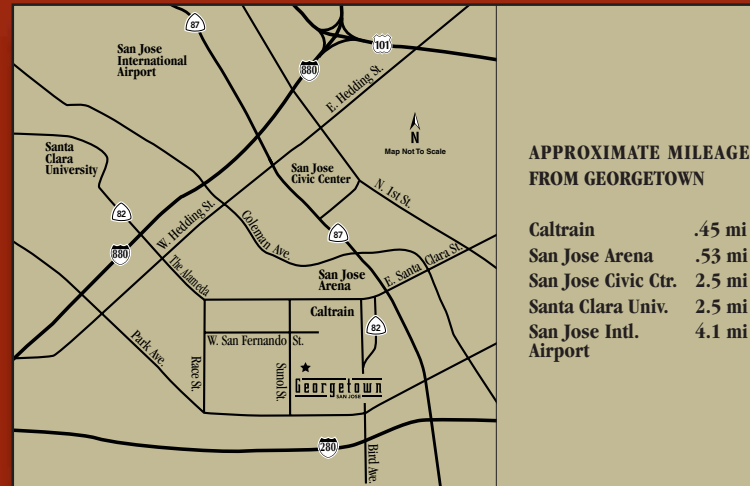 87
San Jose
International
Airport
101
880
E. Hedding St.
N
Map Not To Scale
Santa
Clara
University
San Jose
Civic Center
N. 1st St.
82
W. Hedding St.
Coleman Ave.
87
880
The Alameda
San Jose
Arena
E. Santa Clara St.
Caltrain
82
Park Ave.
W. San Fernando St.
Race St.
Sunol St.
Georgetown
SAN JOSE
280
Bird Ave.
APPROXIMATE MILEAGE
FROM GEORGETOWN
Caltrain .45 mi
San Jose Arena .53 mi
San Jose Civic Ctr. 2.5 mi
Santa Clara Univ. 2.5 mi
San Jose Intl. 4.1 mi
Airport